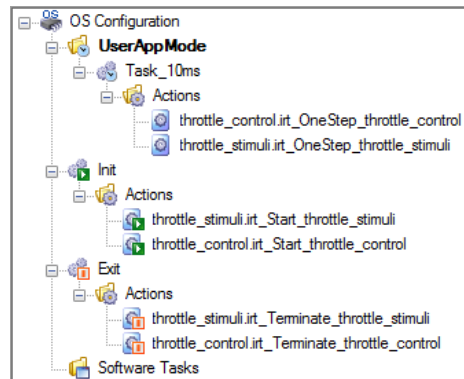 OS
OS Configuration
UserAppMode
Task_10ms
Actions
throttle_control.irt_OneStep_throttle_control
throttle_stimuli.irt_OneStep_throttle_stimuli
Init
Actions
throttle_stimuli.irt_Start_throttle_stimuli
throttle_control.irt_Start_throttle_control
Exit
Actions
throttle_stimuli.irt_Terminate_throttle_stimuli
throttle_control.irt_Terminate_throttle_control
Software Tasks